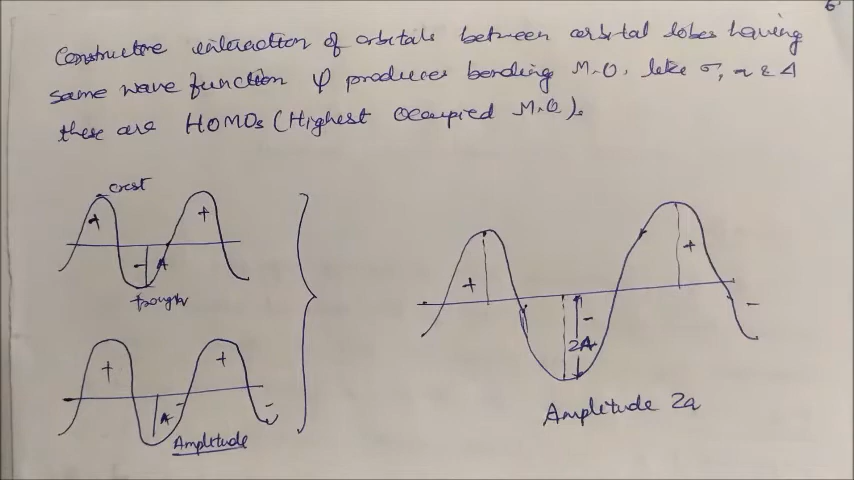 6.
Constructive interaction of orbitals between orbital lobes having
same wave function ψ produces bonding M.O. like σ, π & Δ
these are HOMOs (Highest Occupied M.O).
crest
+
+
+
- A
trough
+
-
2A
-
+
+
A
-
-
Amplitude
Amplitude 2a